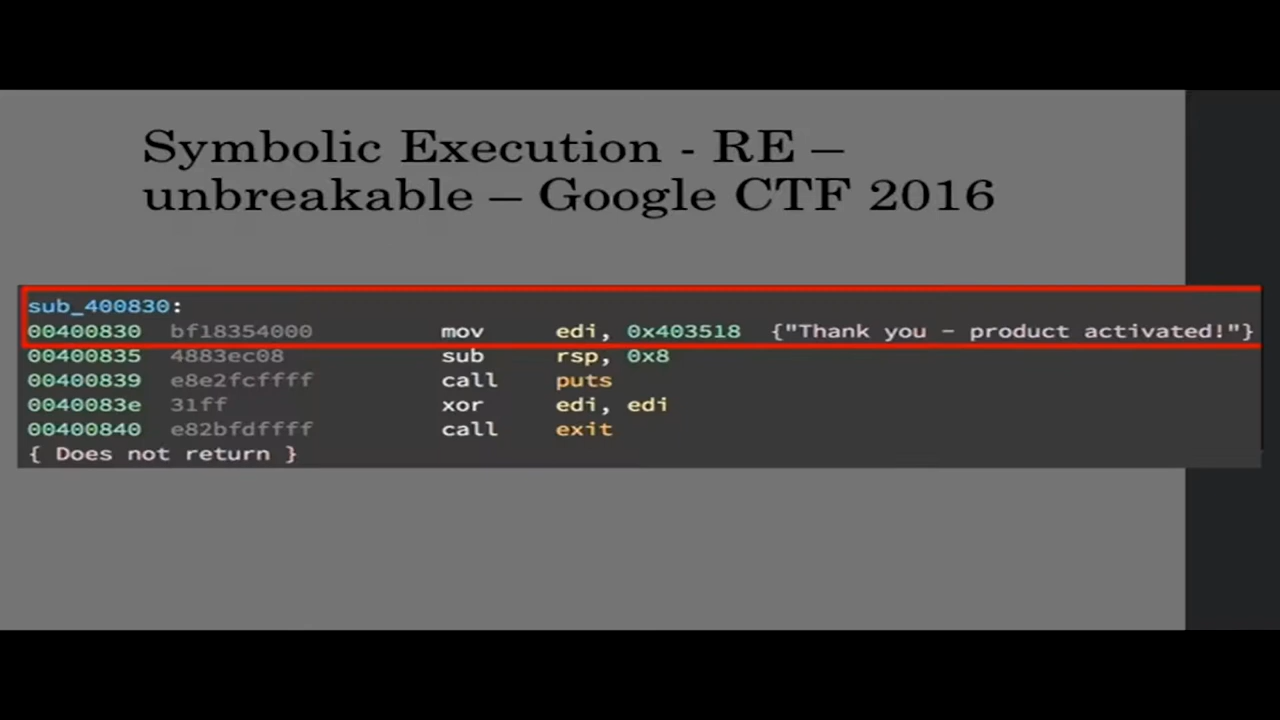 Symbolic Execution - RE –
unbreakable – Google CTF 2016
sub_400830:
00400830 bf18354000 mov edi, 0x403518 {"Thank you – product activated!"}
00400835 4883ec08 sub rsp, 0x8
00400839 e8e2fcffff call puts
0040083e 31ff xor edi, edi
00400840 e82bfdffff call exit
{ Does not return }